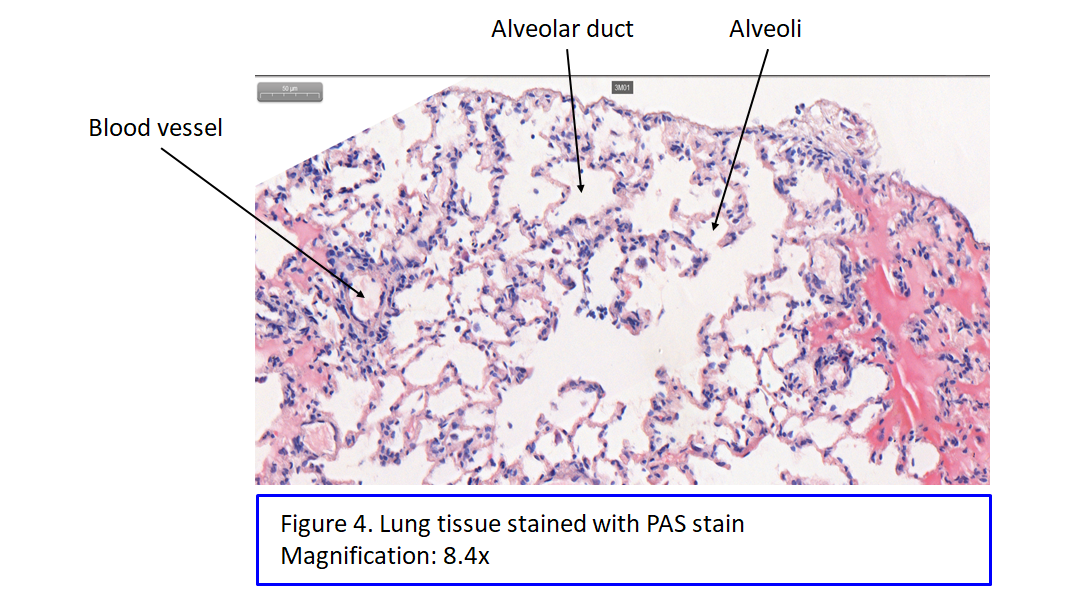 Alveolar duct
Alveoli
50 µm
3M01
Blood vessel
Figure 4. Lung tissue stained with PAS stain
Magnification: 8.4x